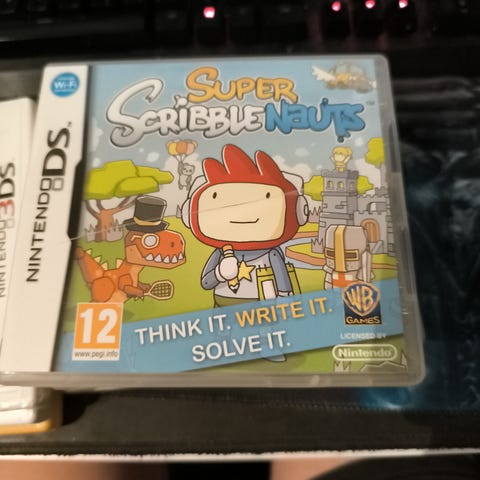 Wi-Fi
NINTENDO DS
NINTENDO 3DS
SUPER
SCRIBBLENAUTS
TM
12
www.pegi.info
THINK IT. WRITE IT.
SOLVE IT.
WB
GAMES
LICENSED BY
Nintendo